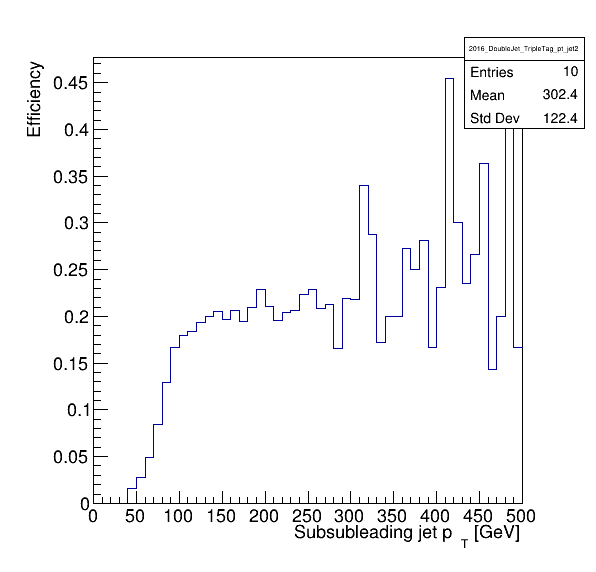 2016_DoubleJet_TripleTag_pt_jet2
Entries 10
Mean 302.4
Std Dev 122.4
Efficiency
0.45
0.4
0.35
0.3
0.25
0.2
0.15
0.1
0.05
0
0 50 100 150 200 250 300 350 400 450 500
Subsubleading jet p T [GeV]